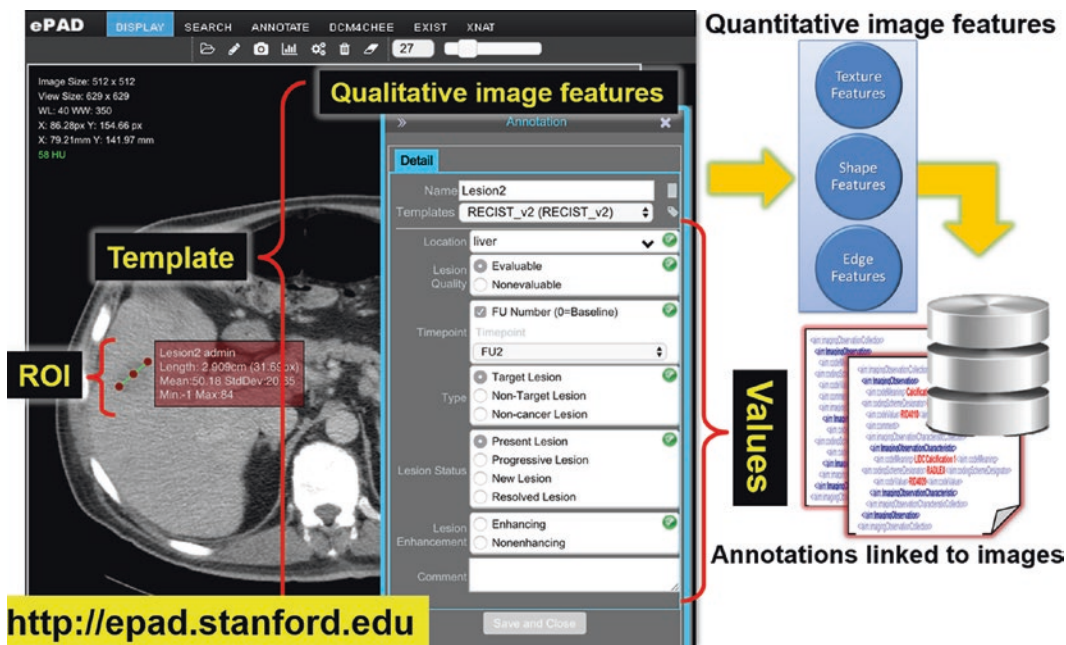 ePAD DISPLAY SEARCH ANNOTATE DCM4CHEE EXIST XNAT
27
Image Size: 512 x 512
View Size: 629 x 629
WL: 40 WW: 350
X: 86.28px Y: 154.66 px
X: 79.21mm Y: 141.97 mm
58 HU
Qualitative image features
Template
ROI
Lesion2 admin
Length: 2.909cm (31.69px)
Mean:50.18 StdDev:20.65
Min:-1 Max:84
http://epad.stanford.edu
» Annotation
Detail
Name Lesion2
Templates RECIST_v2 (RECIST_v2)
Location liver
Lesion Quality
Evaluable
Nonevaluable
Timepoint
FU Number (0=Baseline)
Timepoint
FU2
Type
Target Lesion
Non-Target Lesion
Non-cancer Lesion
Lesion Status
Present Lesion
Progressive Lesion
New Lesion
Resolved Lesion
Lesion Enhancement
Enhancing
Nonenhancing
Comment
Save and Close
Values
Quantitative image features
Texture
Features
Shape
Features
Edge
Features
Annotations linked to images